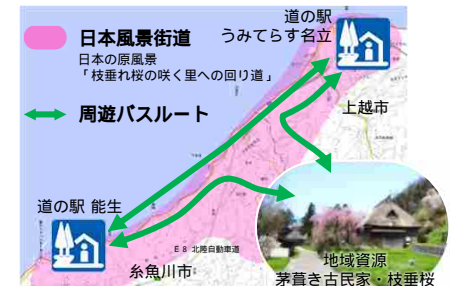 道の駅
うみてらす名立
日本風景街道
日本の原風景
「枝垂れ桜の咲く里への回り道」
周遊バスルート
上越市
道の駅 能生
E8 北陸自動車道
糸魚川市
地域資源
茅葺き古民家・枝垂桜